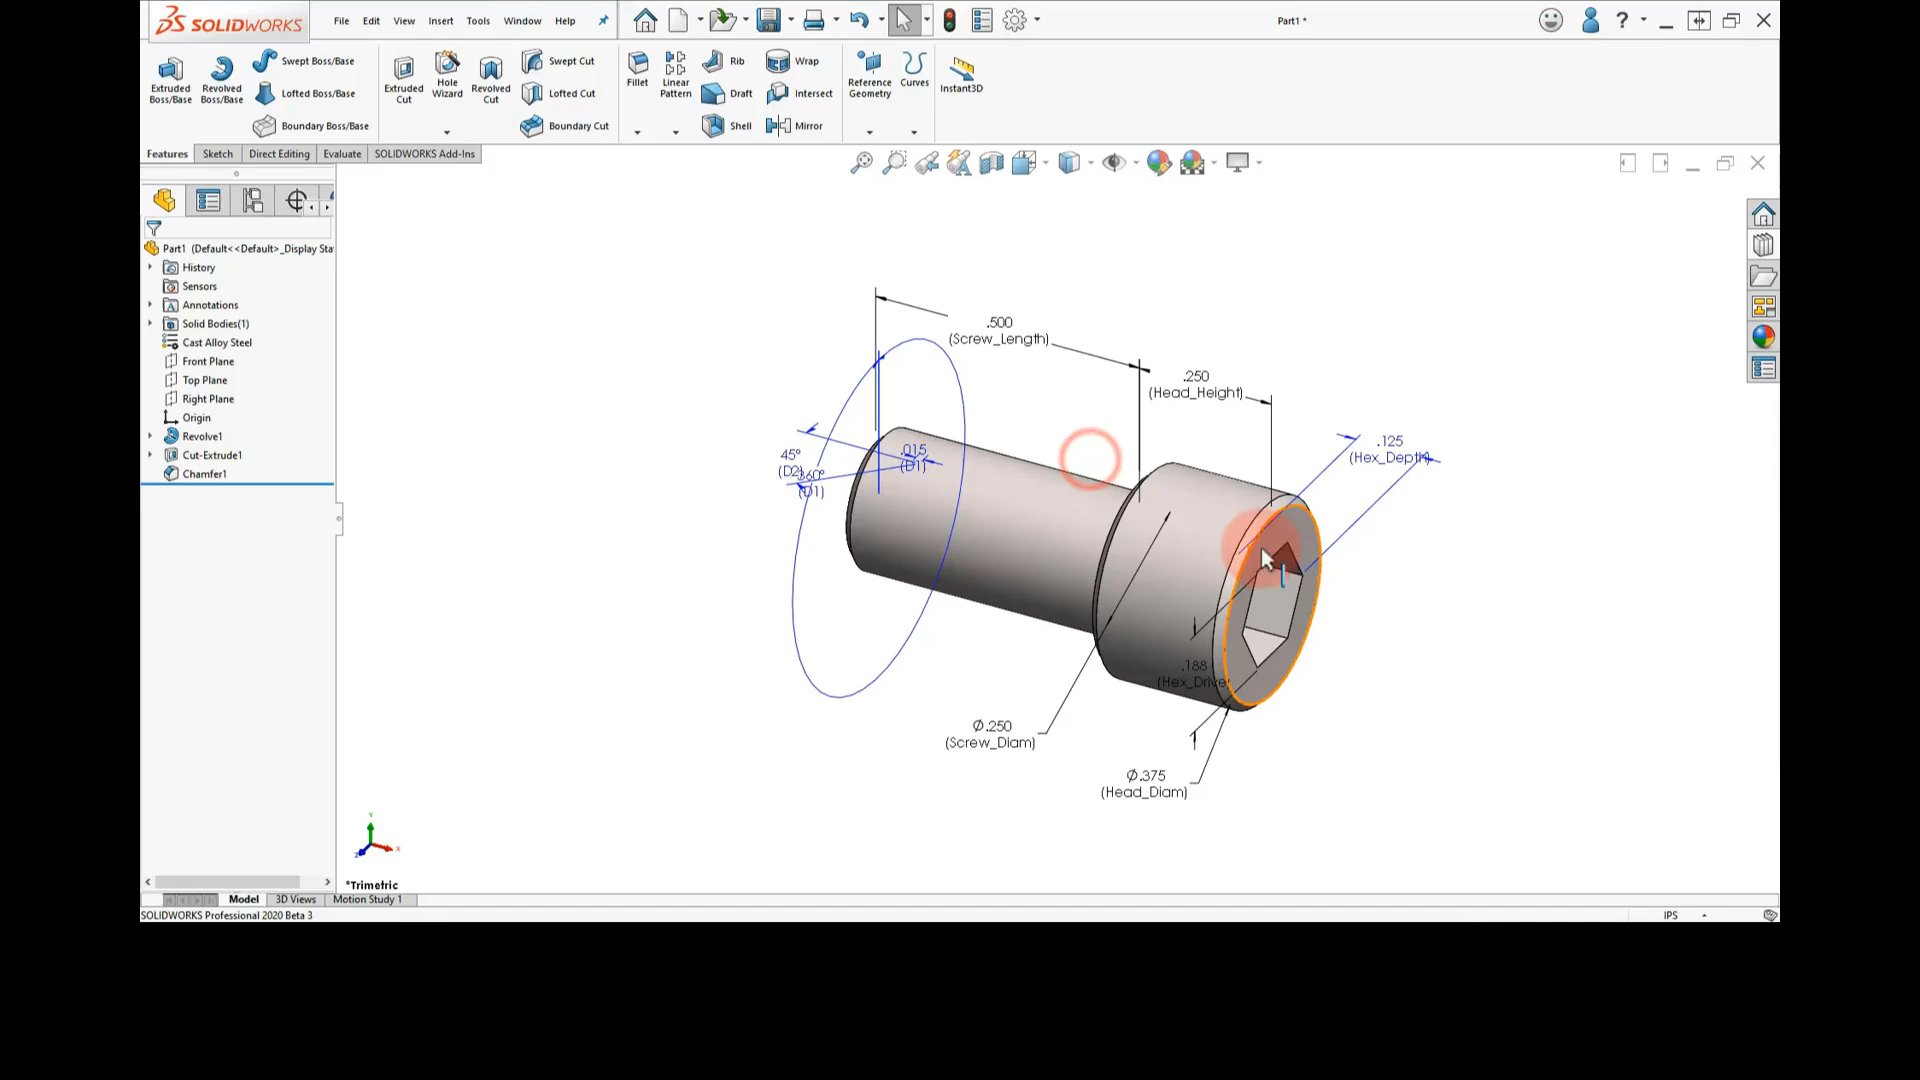 SOLIDWORKS File Edit View Insert Tools Window Help Part1 * ?
Extruded Boss/Base
Revolved Boss/Base
Swept Boss/Base
Lofted Boss/Base
Boundary Boss/Base
Extruded Cut
Hole Wizard
Revolved Cut
Swept Cut
Lofted Cut
Boundary Cut
Fillet
Linear Pattern
Rib
Draft
Shell
Wrap
Intersect
Mirror
Reference Geometry
Curves
Instant3D
Features Sketch Direct Editing Evaluate SOLIDWORKS Add-Ins
Part1 (Default<<Default>_Display Sta
History
Sensors
Annotations
Solid Bodies(1)
Cast Alloy Steel
Front Plane
Top Plane
Right Plane
Origin
Revolve1
Cut-Extrude1
Chamfer1
.500
(Screw_Length)
.250
(Head_Height)
.125
(Hex_Depth)
45°
(D2)
360°
(D1)
.015
(D1)
.188
(Hex_Drive
Ø.250
(Screw_Diam)
Ø.375
(Head_Diam)
Y
X
Z
*Trimetric
Model 3D Views Motion Study 1
SOLIDWORKS Professional 2020 Beta 3 IPS